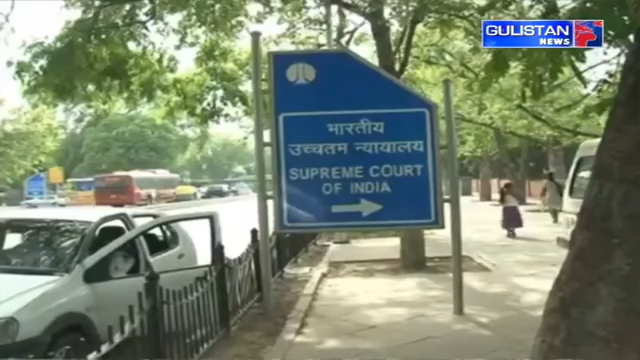 GULISTAN
NEWS
भारतीय
उच्चतम न्यायालय
SUPREME COURT
OF INDIA